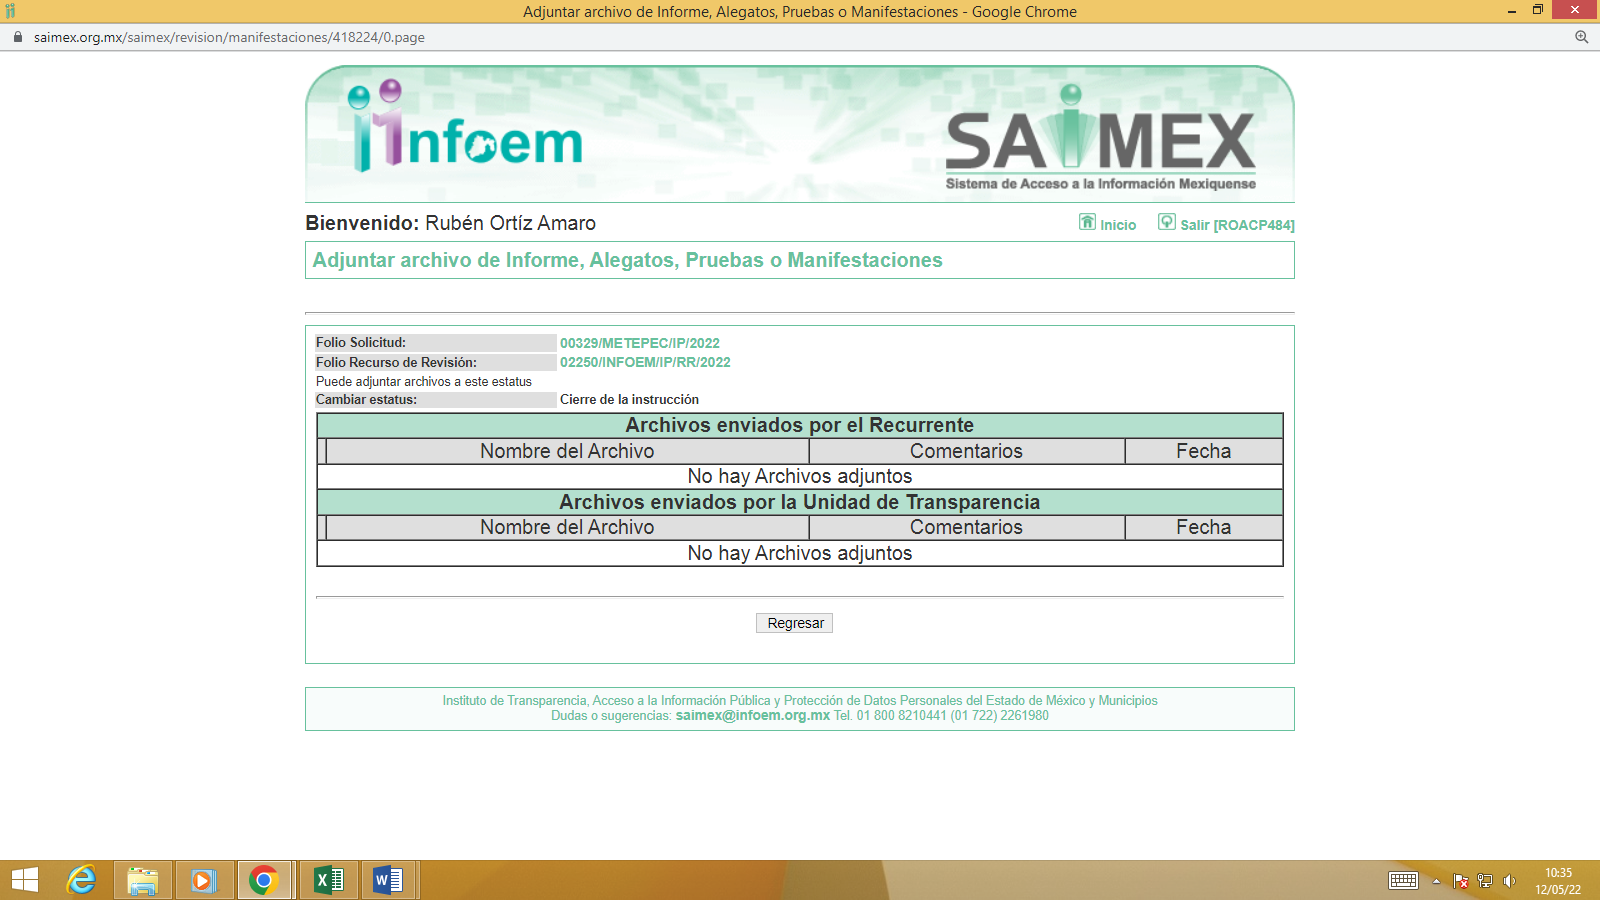 Adjuntar archivo de Informe, Alegatos, Pruebas o Manifestaciones - Google Chrome
saimex.org.mx/saimex/revision/manifestaciones/418224/0.page
infoem
SAIMEX
Sistema de Acceso a la Información Mexiquense
Bienvenido: Rubén Ortíz Amaro
Inicio Salir [ROACP484]
Adjuntar archivo de Informe, Alegatos, Pruebas o Manifestaciones
Folio Solicitud: 00329/METEPEC/IP/2022
Folio Recurso de Revisión: 02250/INFOEM/IP/RR/2022
Puede adjuntar archivos a este estatus
Cambiar estatus: Cierre de la instrucción
Archivos enviados por el Recurrente
Nombre del Archivo Comentarios Fecha
No hay Archivos adjuntos
Archivos enviados por la Unidad de Transparencia
Nombre del Archivo Comentarios Fecha
No hay Archivos adjuntos
Regresar
Instituto de Transparencia, Acceso a la Información Pública y Protección de Datos Personales del Estado de México y Municipios
Dudas o sugerencias: saimex@infoem.org.mx Tel. 01 800 8210441 (01 722) 2261980
10:35
12/05/22